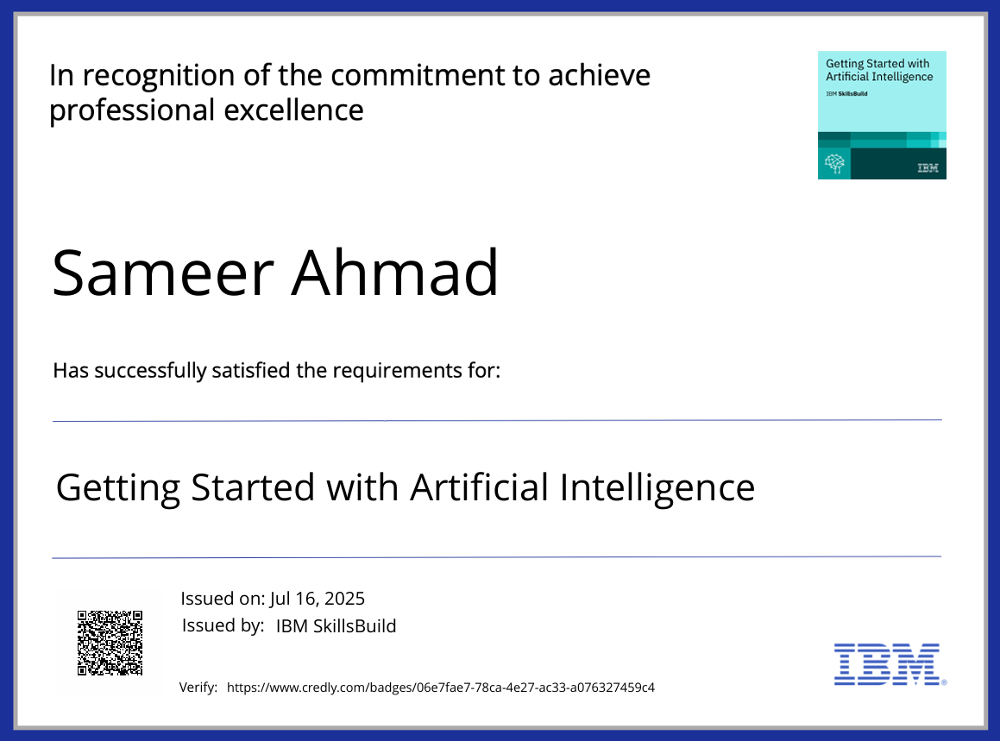 In recognition of the commitment to achieve
professional excellence
Getting Started with
Artificial Intelligence
IBM SkillsBuild
IBM
Sameer Ahmad
Has successfully satisfied the requirements for:
Getting Started with Artificial Intelligence
Issued on: Jul 16, 2025
Issued by: IBM SkillsBuild
Verify: https://www.credly.com/badges/06e7fae7-78ca-4e27-ac33-a076327459c4
IBM®